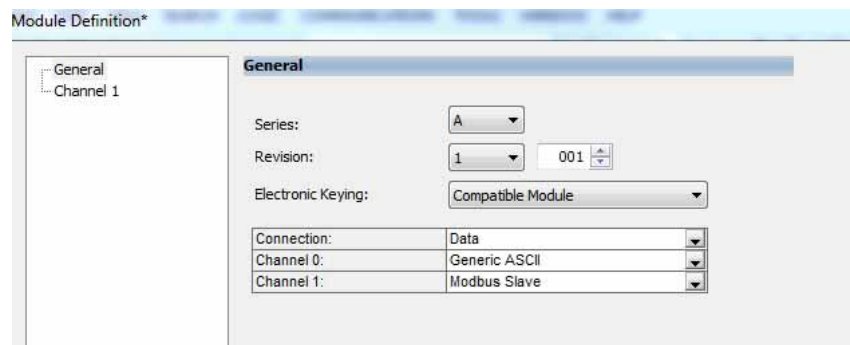 Module Definition*
General
Channel 1
General
Series: A
Revision: 1 001
Electronic Keying: Compatible Module
Connection: Data
Channel 0: Generic ASCII
Channel 1: Modbus Slave